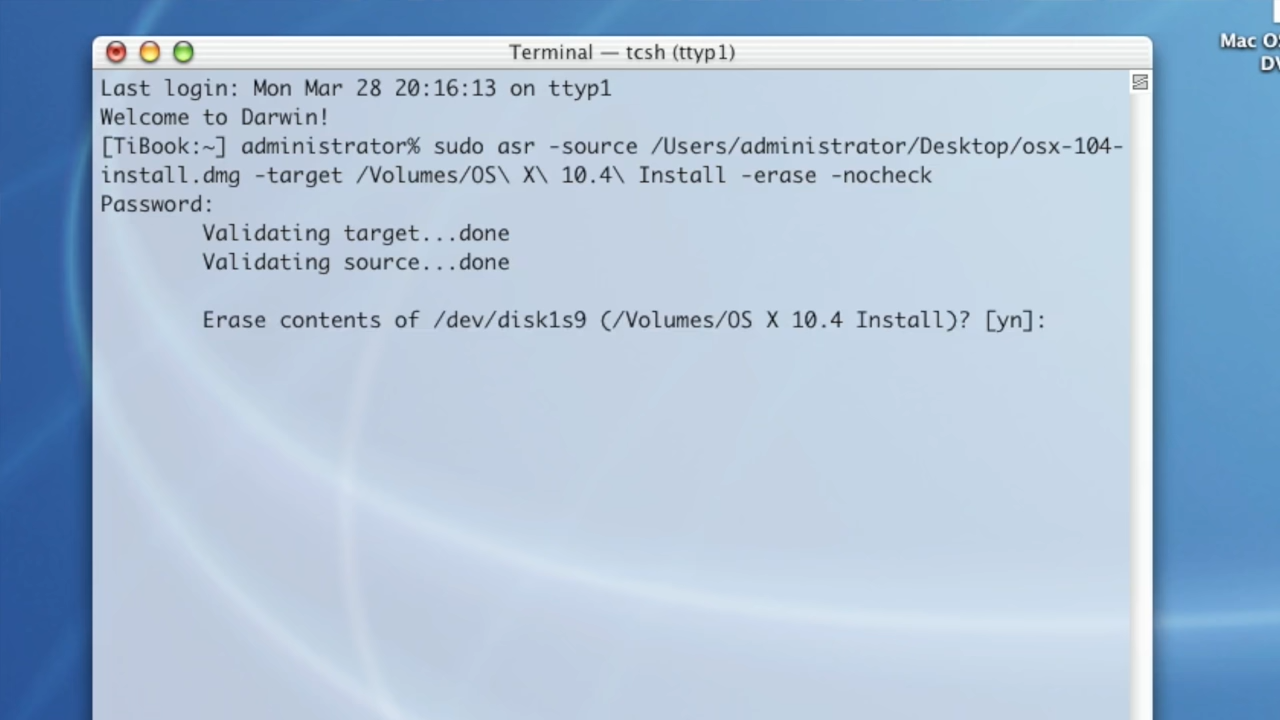 Terminal — tcsh (ttyp1)
Mac OS
Last login: Mon Mar 28 20:16:13 on ttyp1
Welcome to Darwin!
[TiBook:~] administrator% sudo asr -source /Users/administrator/Desktop/osx-104-
install.dmg -target /Volumes/OS\ X\ 10.4\ Install -erase -nocheck
Password:
Validating target...done
Validating source...done
Erase contents of /dev/disk1s9 (/Volumes/OS X 10.4 Install)? [yn]: